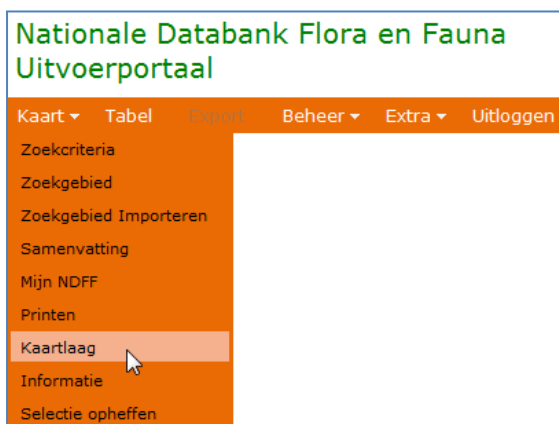 Nationale Databank Flora en Fauna
Uitvoerportaal
Kaart Tabel Export Beheer Extra Uitloggen
Zoekcriteria
Zoekgebied
Zoekgebied Importeren
Samenvatting
Mijn NDFF
Printen
Kaartlaag
Informatie
Selectie opheffen